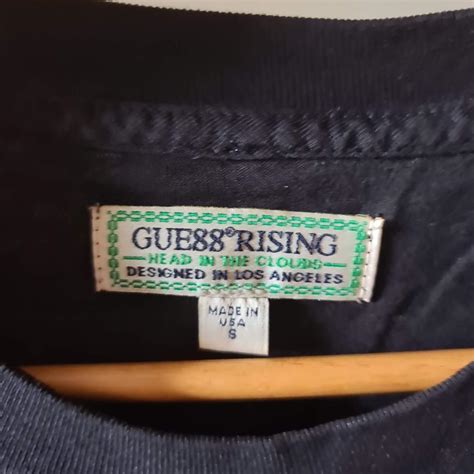 GUE88®RISING
HEAD IN THE CLOUDS
DESIGNED IN LOS ANGELES
MADE IN
USA
S